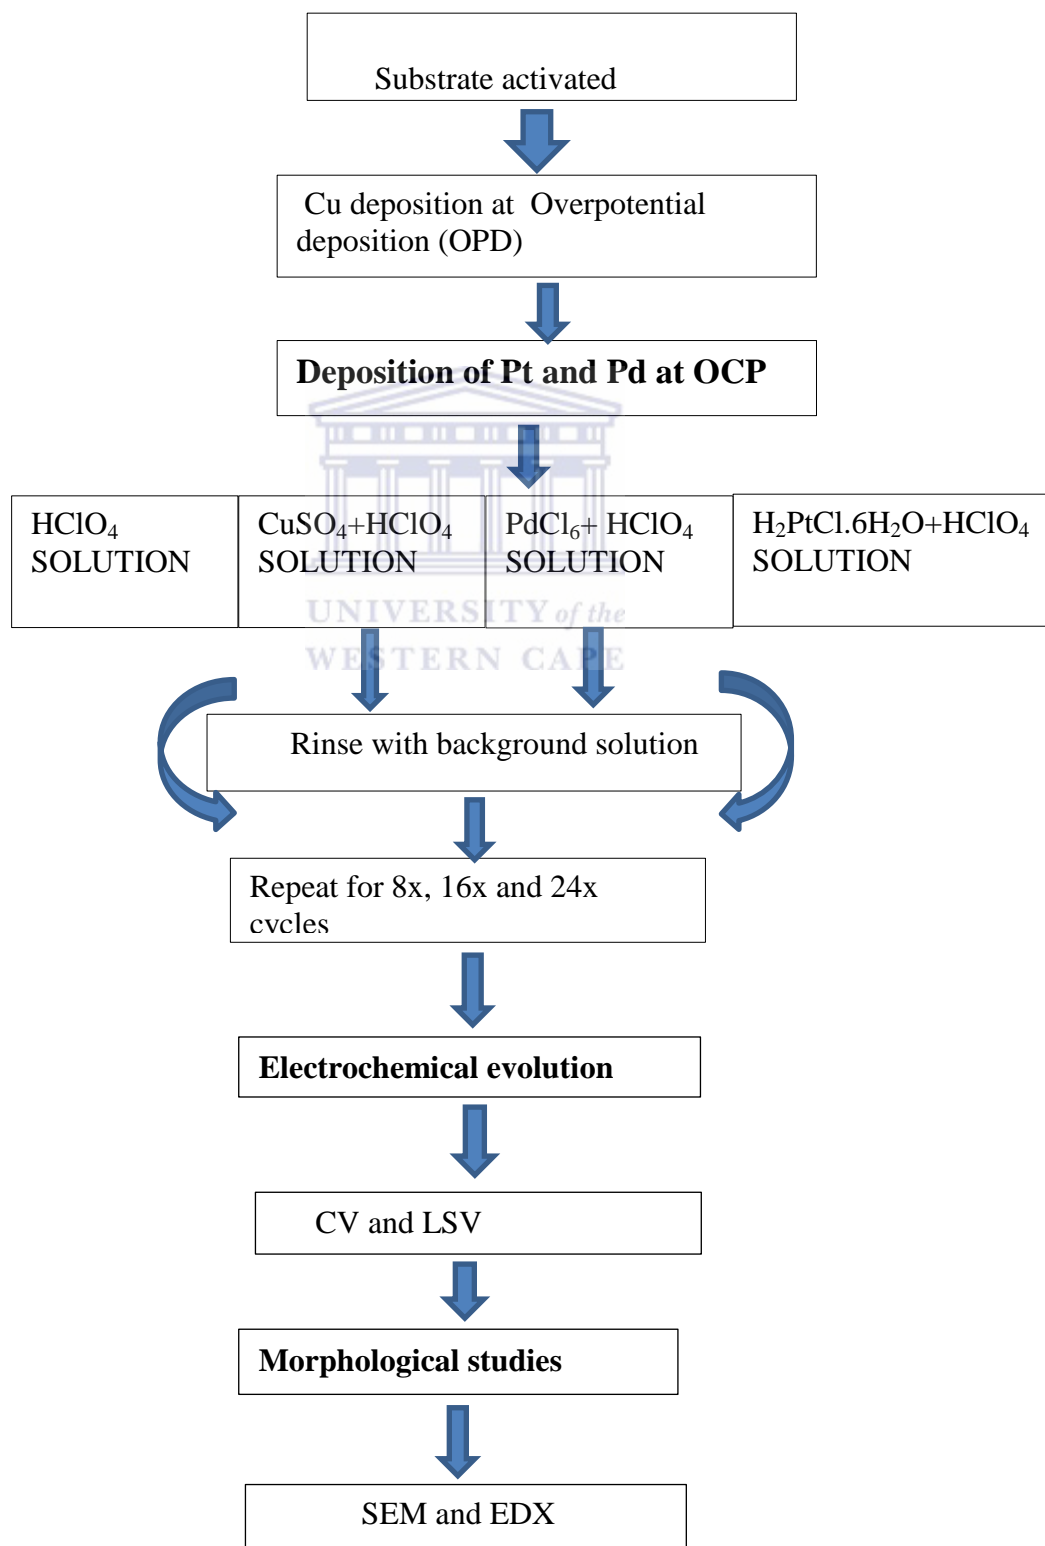 Substrate activated
Cu deposition at Overpotential
deposition (OPD)
Deposition of Pt and Pd at OCP
HClO₄
SOLUTION
CuSO₄+HClO₄
SOLUTION
PdCl₆+ HClO₄
SOLUTION
H₂PtCl.6H₂O+HClO₄
SOLUTION
UNIVERSITY of the
WESTERN CAPE
Rinse with background solution
Repeat for 8x, 16x and 24x
cycles
Electrochemical evolution
CV and LSV
Morphological studies
SEM and EDX